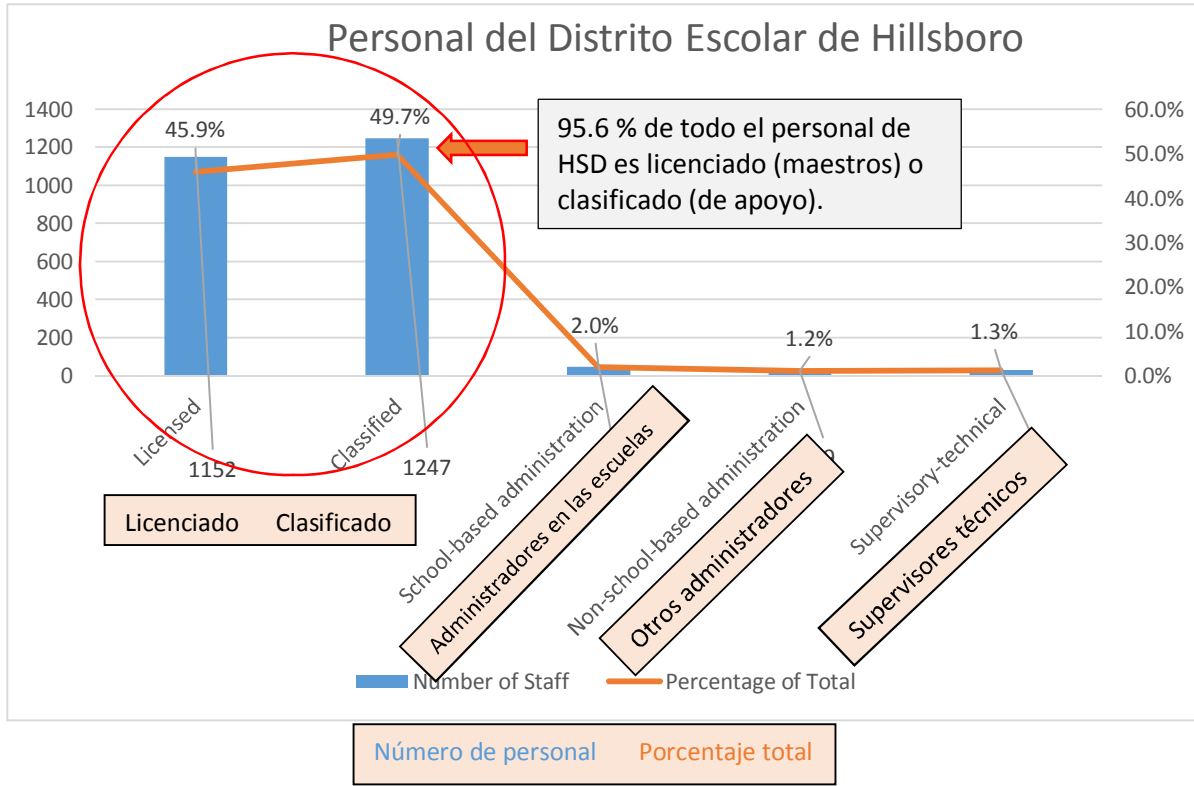 Personal del Distrito Escolar de Hillsboro
1400
1200
1000
800
600
400
200
0
60.0%
50.0%
40.0%
30.0%
20.0%
10.0%
0.0%
45.9%
49.7%
2.0%
1.2%
1.3%
95.6 % de todo el personal de
HSD es licenciado (maestros) o
clasificado (de apoyo).
Licensed
Classified
School-based administration
Non-school-based administration
Supervisory-technical
1152
1247
Licenciado Clasificado
Administradores en las escuelas
Otros administradores
Supervisores técnicos
Number of Staff Percentage of Total
Número de personal Porcentaje total